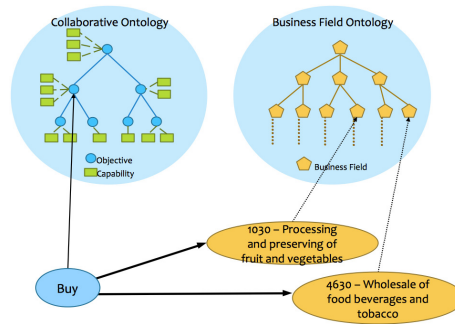 Collaborative Ontology
Business Field Ontology
Objective
Capability
Business Field
1030 – Processing
and preserving of
fruit and vegetables
Buy
4630 – Wholesale of
food beverages and
tobacco